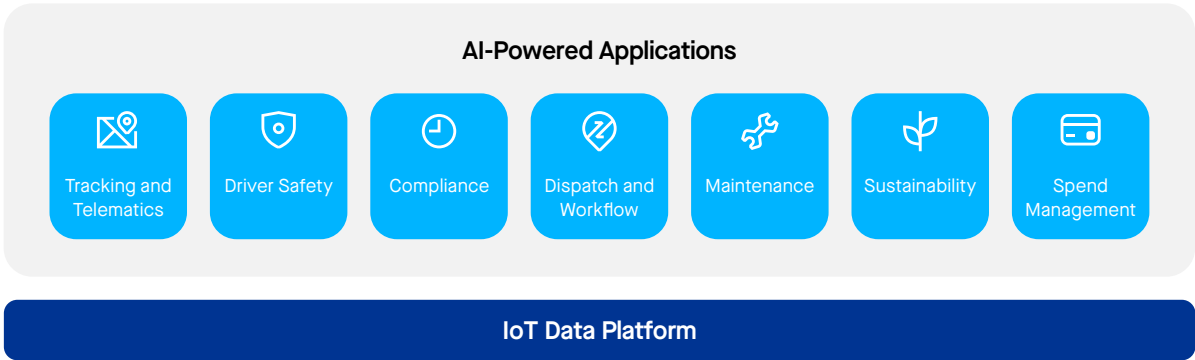 AI-Powered Applications
Tracking and
Telematics
Driver Safety
Compliance
Dispatch and
Workflow
Maintenance
Sustainability
Spend
Management
IoT Data Platform